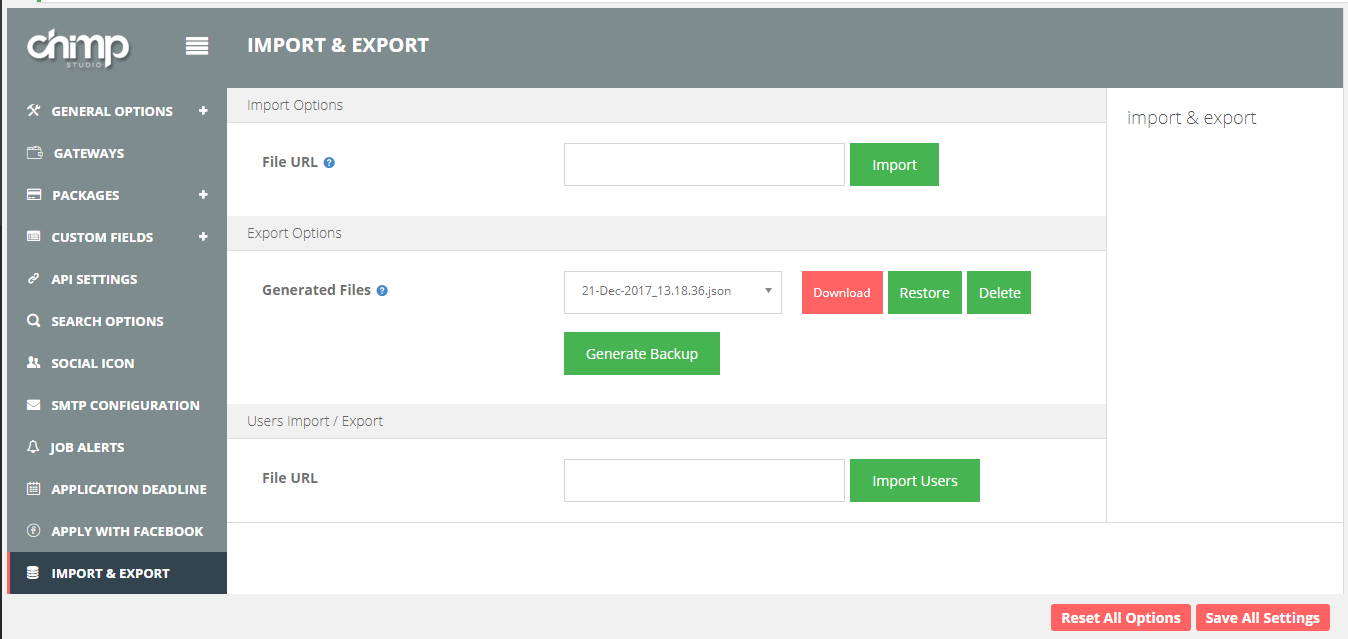 chimp
STUDIO
IMPORT & EXPORT
GENERAL OPTIONS +
GATEWAYS
PACKAGES +
CUSTOM FIELDS +
API SETTINGS
SEARCH OPTIONS
SOCIAL ICON
SMTP CONFIGURATION
JOB ALERTS
APPLICATION DEADLINE
APPLY WITH FACEBOOK
IMPORT & EXPORT
Import Options
File URL ?
Import
Export Options
Generated Files ?
21-Dec-2017_13.18.36.json
Download
Restore
Delete
Generate Backup
Users Import / Export
File URL
Import Users
import & export
Reset All Options
Save All Settings